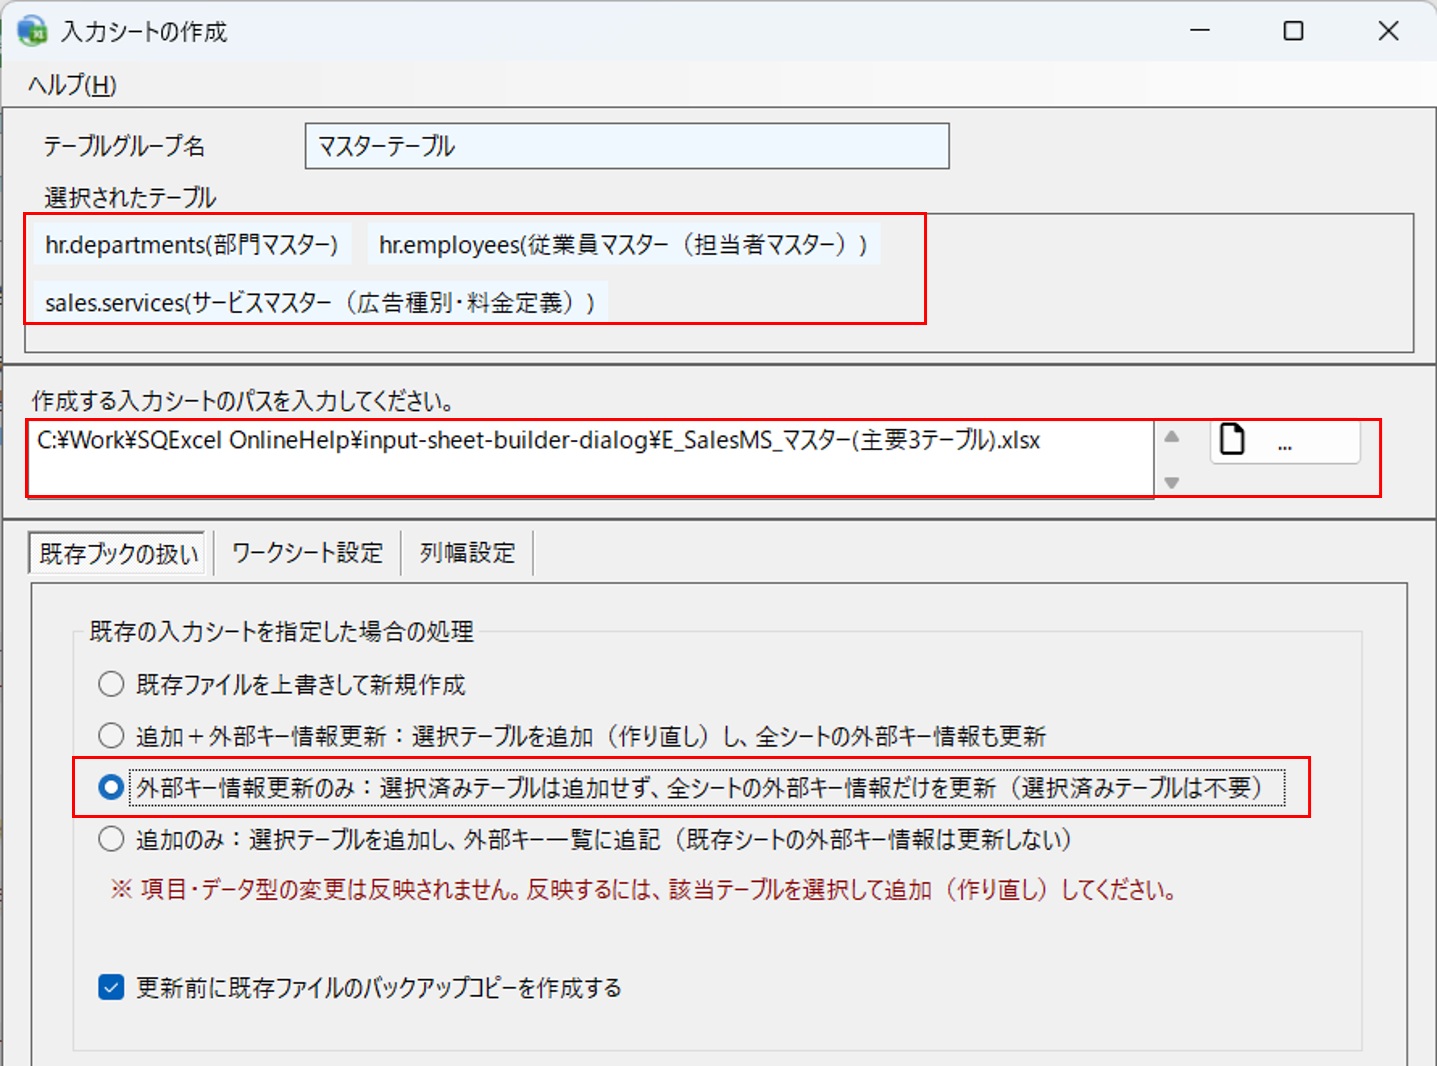 入力シートの作成
ヘルプ(H)
テーブルグループ名 マスターテーブル
選択されたテーブル
hr.departments(部門マスター) hr.employees(従業員マスター（担当者マスター）)
sales.services(サービスマスター（広告種別・料金定義）)
作成する入力シートのパスを入力してください。
C:¥Work¥SQExcel OnlineHelp¥input-sheet-builder-dialog¥E_SalesMS_マスター(主要3テーブル).xlsx ...
既存ブックの扱い ワークシート設定 列幅設定
既存の入力シートを指定した場合の処理
既存ファイルを上書きして新規作成
追加＋外部キー情報更新：選択テーブルを追加（作り直し）し、全シートの外部キー情報も更新
外部キー情報更新のみ：選択済みテーブルは追加せず、全シートの外部キー情報だけを更新（選択済みテーブルは不要）
追加のみ：選択テーブルを追加し、外部キー一覧に追記（既存シートの外部キー情報は更新しない）
※ 項目・データ型の変更は反映されません。反映するには、該当テーブルを選択して追加（作り直し）してください。
更新前に既存ファイルのバックアップコピーを作成する